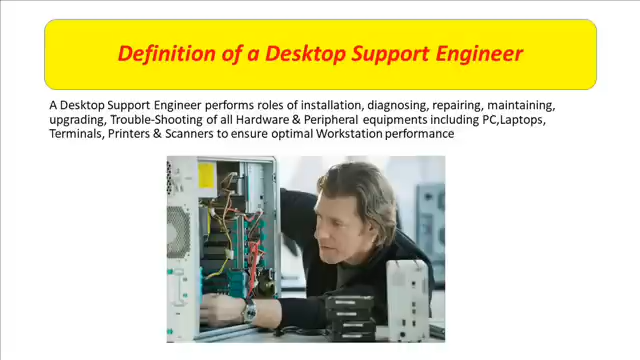 Definition of a Desktop Support Engineer
A Desktop Support Engineer performs roles of installation, diagnosing, repairing, maintaining,
upgrading, Trouble-Shooting of all Hardware & Peripheral equipments including PC,Laptops,
Terminals, Printers & Scanners to ensure optimal Workstation performance